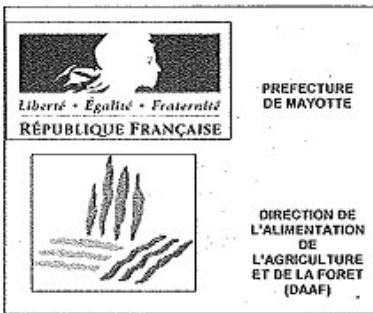 Liberté • Égalité • Fraternité
RÉPUBLIQUE FRANÇAISE
PREFECTURE
DE MAYOTTE
DIRECTION DE
L'ALIMENTATION
DE
L'AGRICULTURE
ET DE LA FORET
(DAAF)